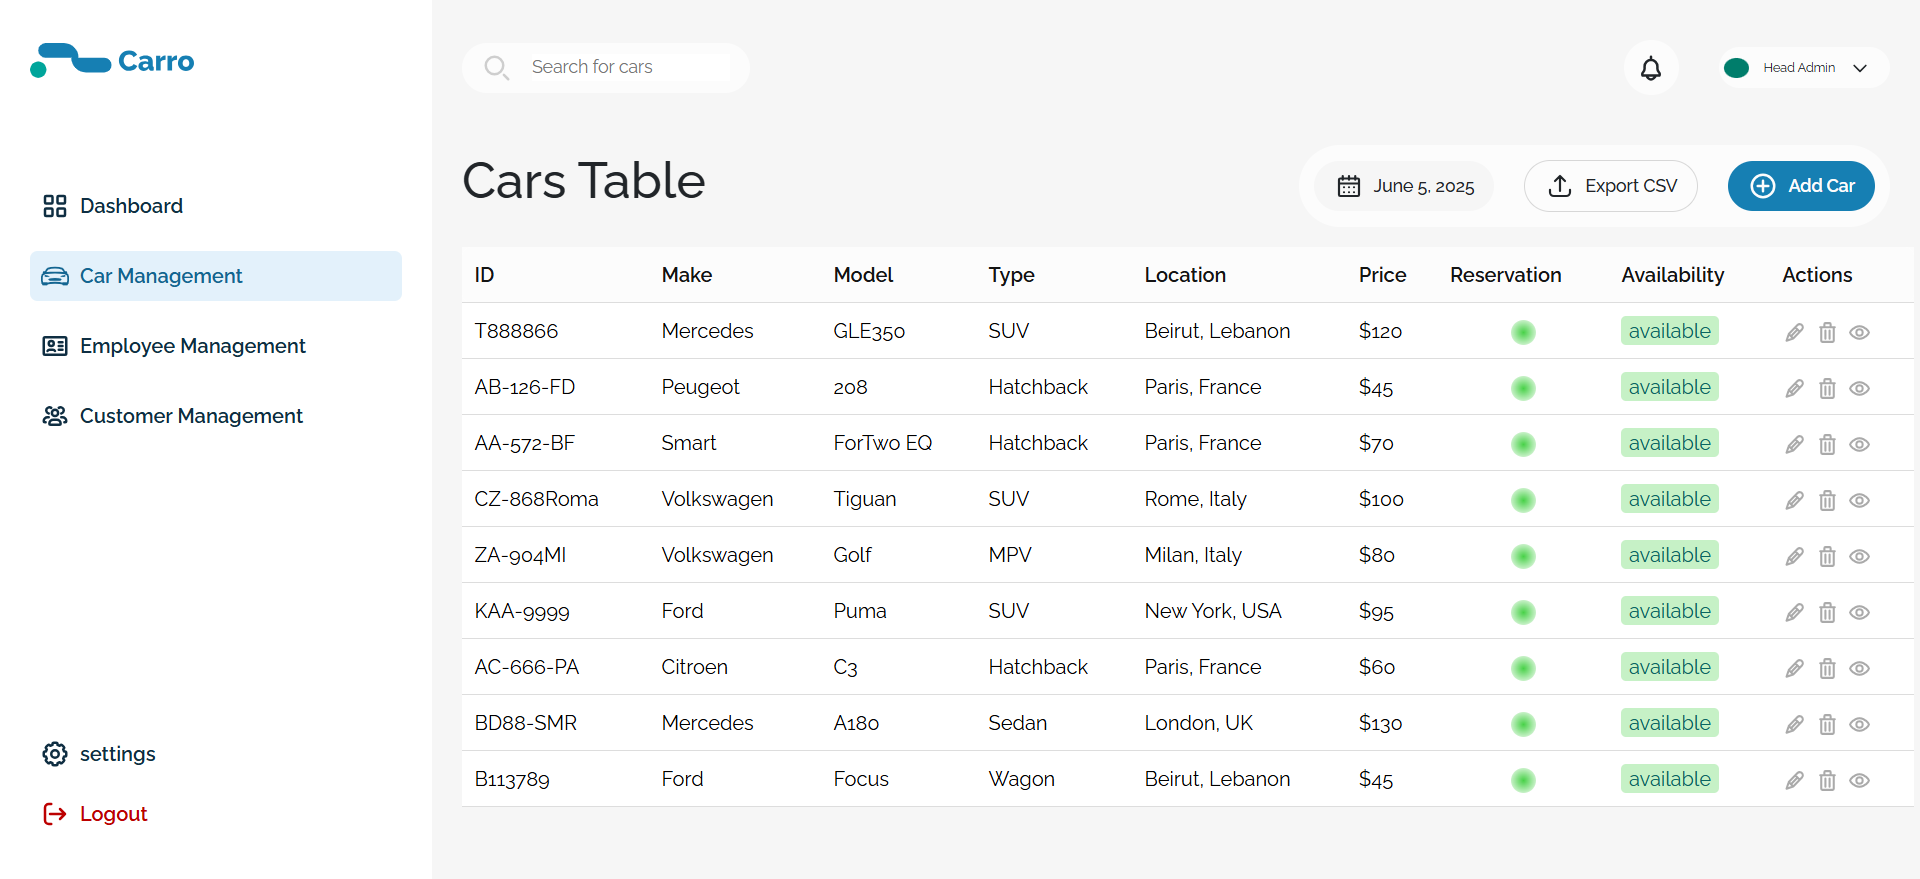 Carro
Dashboard
Car Management
Employee Management
Customer Management
settings
Logout
Search for cars
Head Admin
Cars Table
June 5, 2025
Export CSV
Add Car
ID Make Model Type Location Price Reservation Availability Actions
T888866 Mercedes GLE350 SUV Beirut, Lebanon $120 available
AB-126-FD Peugeot 208 Hatchback Paris, France $45 available
AA-572-BF Smart ForTwo EQ Hatchback Paris, France $70 available
CZ-868Roma Volkswagen Tiguan SUV Rome, Italy $100 available
ZA-904MI Volkswagen Golf MPV Milan, Italy $80 available
KAA-9999 Ford Puma SUV New York, USA $95 available
AC-666-PA Citroen C3 Hatchback Paris, France $60 available
BD88-SMR Mercedes A180 Sedan London, UK $130 available
B113789 Ford Focus Wagon Beirut, Lebanon $45 available